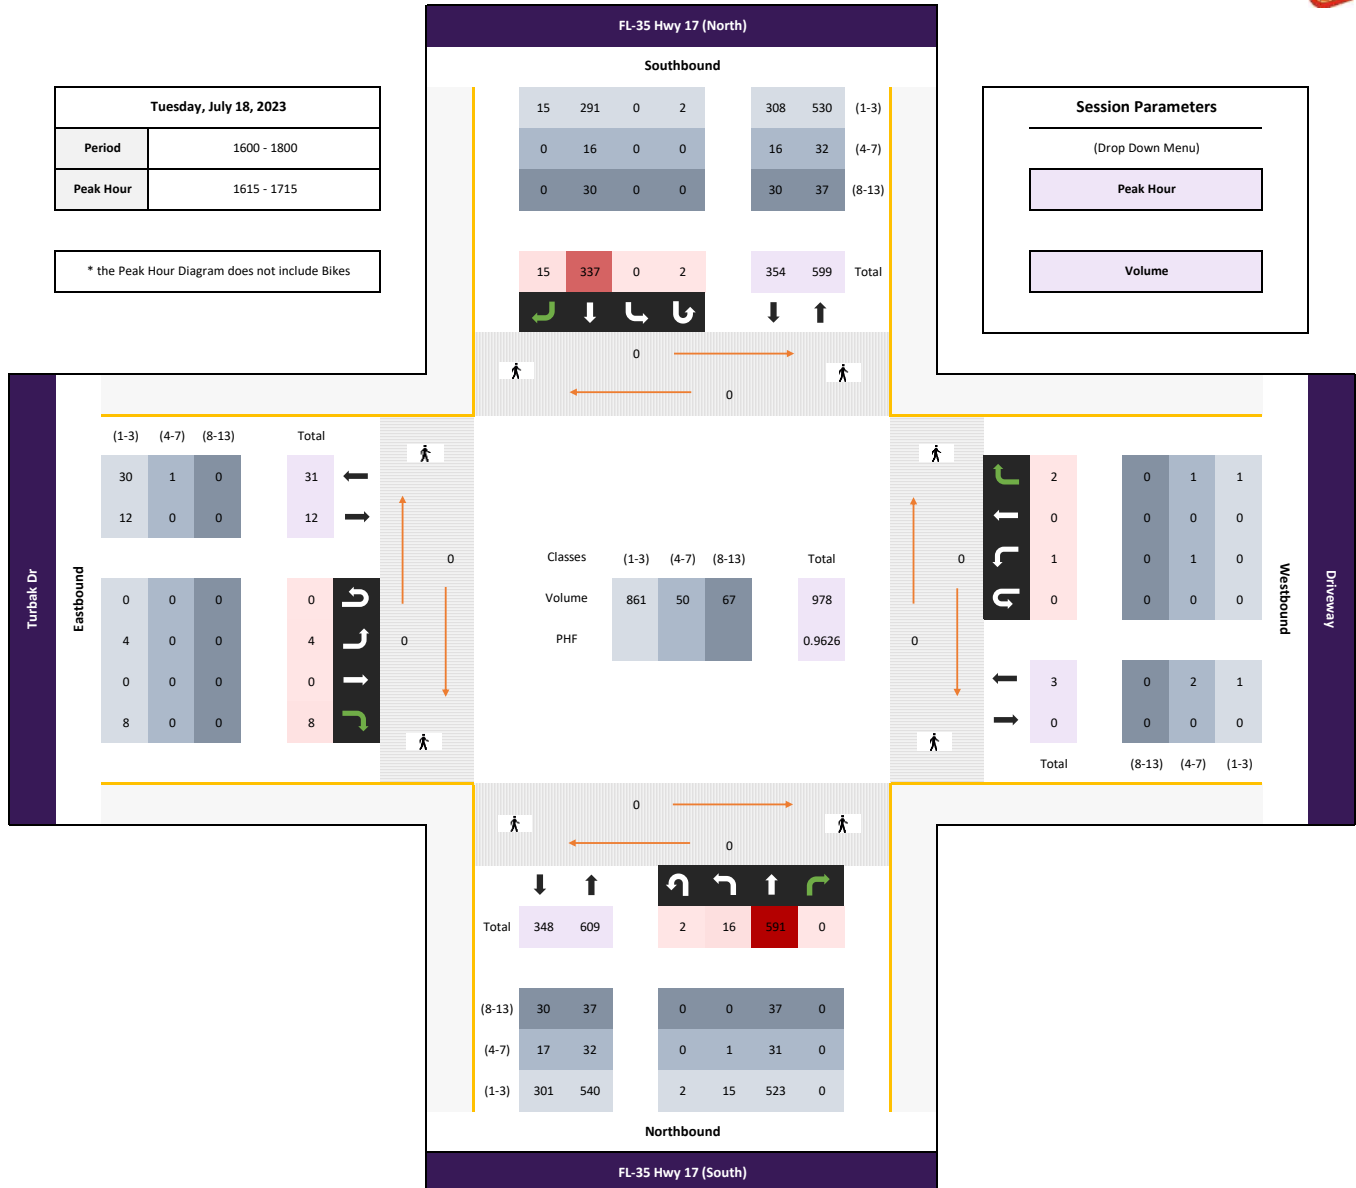 FL-35 Hwy 17 (North)
Southbound
Tuesday, July 18, 2023
Period 1600 - 1800
Peak Hour 1615 - 1715
* the Peak Hour Diagram does not include Bikes
Session Parameters
(Drop Down Menu)
Peak Hour
Volume
15 291 0 2 308 530 (1-3)
0 16 0 0 16 32 (4-7)
0 30 0 0 30 37 (8-13)
15 337 0 2 354 599 Total
0
0
Turbak Dr
Eastbound
(1-3) (4-7) (8-13) Total
30 1 0 31
12 0 0 12
0 0 0 0
4 0 0 4
0 0 0 0
8 0 0 8
0
0
Classes (1-3) (4-7) (8-13) Total
Volume 861 50 67 978
PHF 0.9626
0
0
2 0 1 1
0 0 0 0
1 0 1 0
0 0 0 0
3 0 2 1
0 0 0 0
Total (8-13) (4-7) (1-3)
Westbound
Driveway
0
0
Total 348 609 2 16 591 0
(8-13) 30 37 0 0 37 0
(4-7) 17 32 0 1 31 0
(1-3) 301 540 2 15 523 0
Northbound
FL-35 Hwy 17 (South)